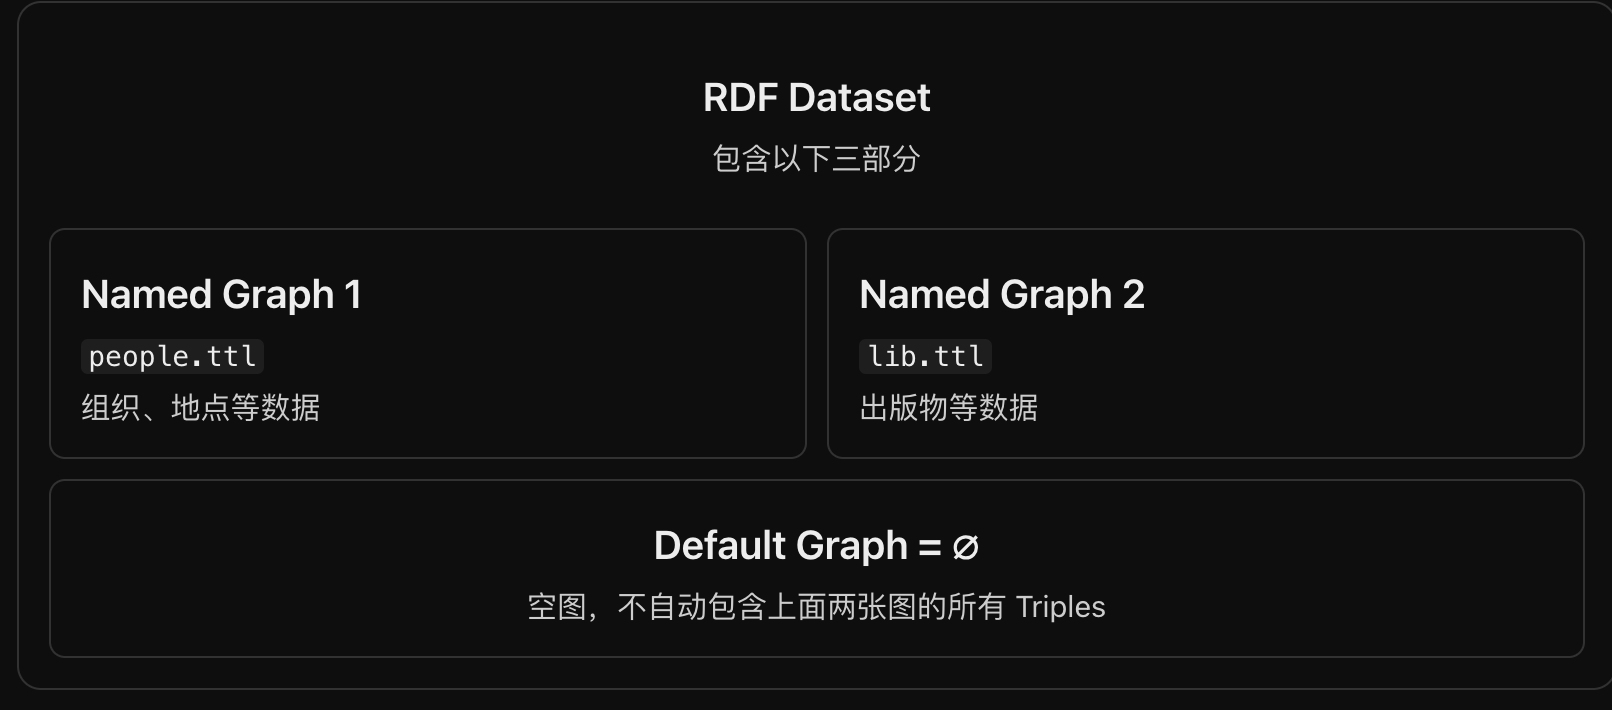 RDF Dataset
包含以下三部分
Named Graph 1
people.ttl
组织、地点等数据
Named Graph 2
lib.ttl
出版物等数据
Default Graph = ∅
空图，不自动包含上面两张图的所有 Triples